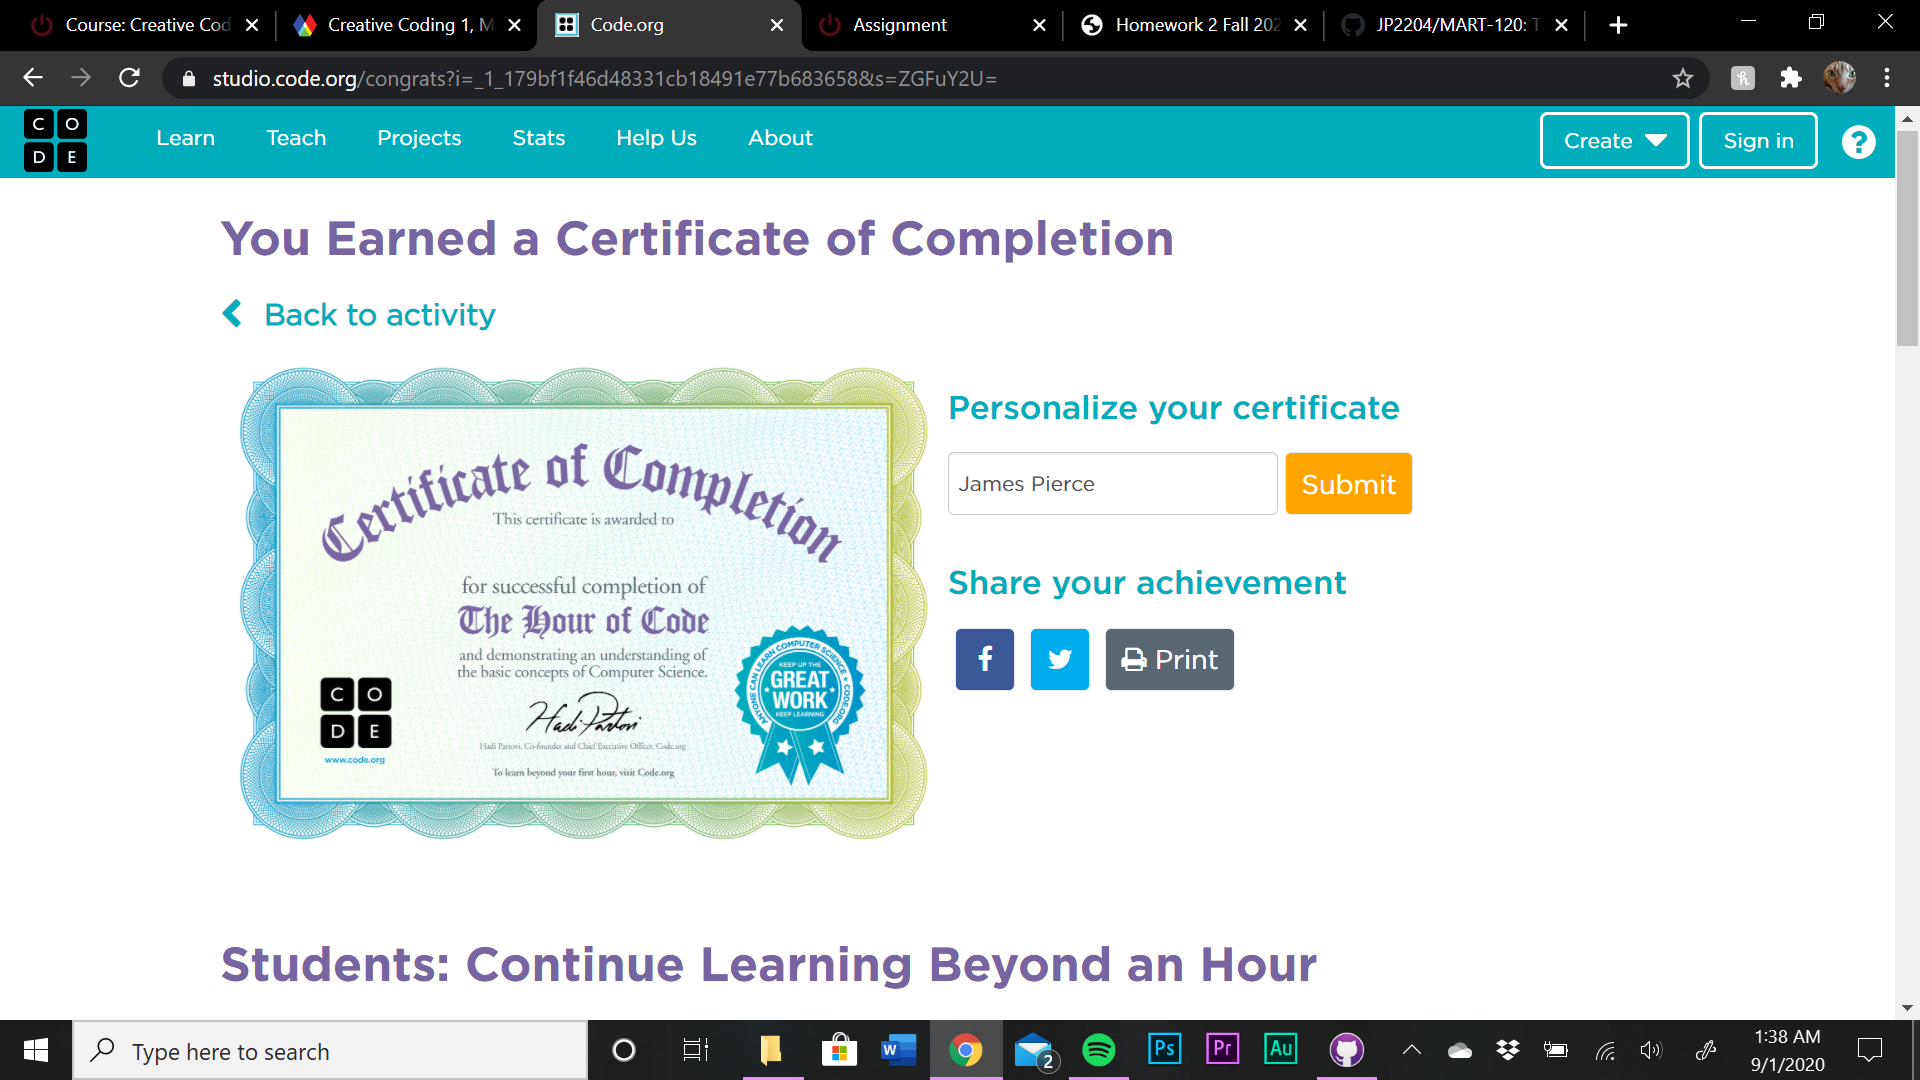 Course: Creative Cod
Creative Coding 1, M
Code.org
Assignment
Homework 2 Fall 202
JP2204/MART-120: T
studio.code.org/congrats?i=_1_179bf1f46d48331cb18491e77b683658&s=ZGFuY2U=
CODE
Learn
Teach
Projects
Stats
Help Us
About
Create
Sign in
?
You Earned a Certificate of Completion
Back to activity
Certificate of Completion
This certificate is awarded to
for successful completion of
The Hour of Code
and demonstrating an understanding of
the basic concepts of Computer Science.
Hadi Partovi
Hadi Partovi, Co-founder and Chief Executive Officer, Code.org
To learn beyond your first hour, visit Code.org
CODE
www.code.org
ANYONE CAN LEARN COMPUTER SCIENCE ★ CODE.ORG
KEEP UP THE
GREAT
WORK
KEEP LEARNING
Personalize your certificate
James Pierce
Submit
Share your achievement
f
Print
Students: Continue Learning Beyond an Hour
Type here to search
W
2
Ps
Pr
Au
1:38 AM
9/1/2020